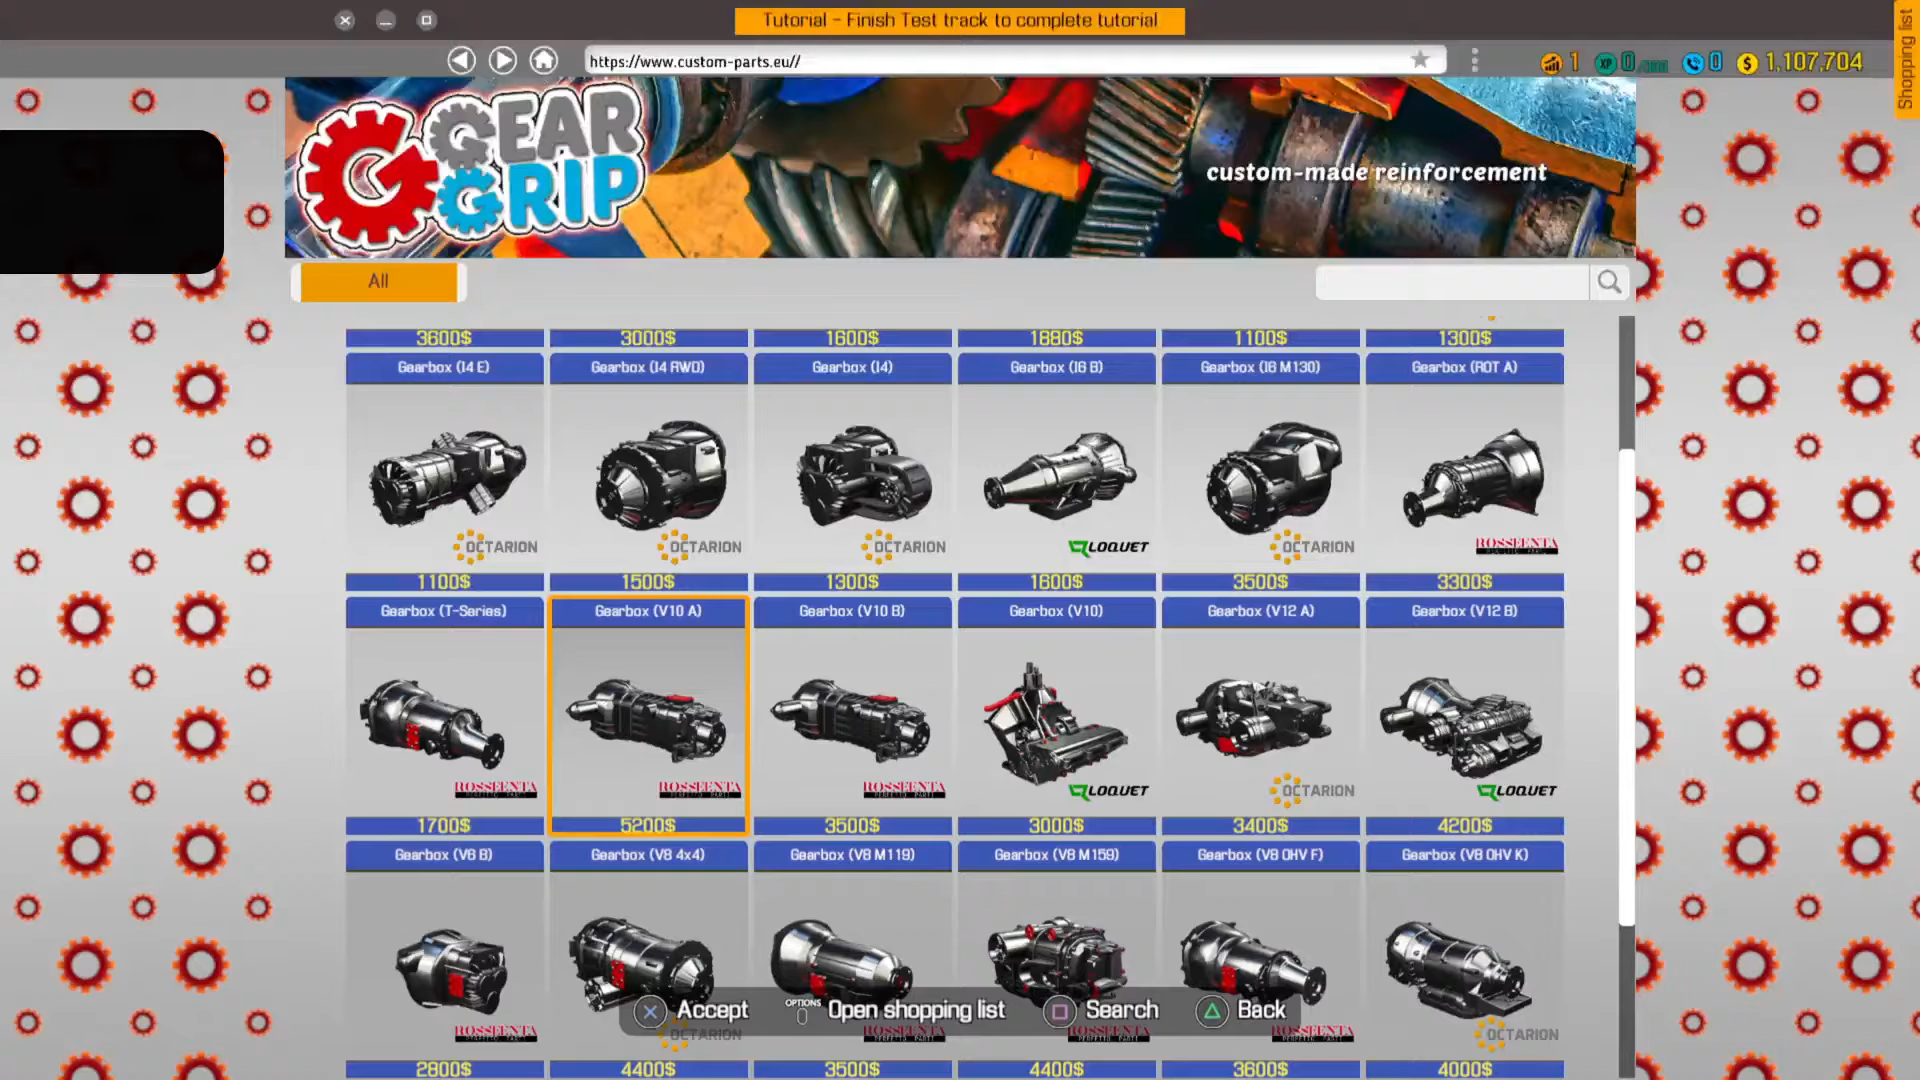 Tutorial - Finish Test track to complete tutorial
Shopping list
https://www.custom-parts.eu//
1
XP 0
0
$ 1,107,704
GEAR
GRIP
custom-made reinforcement
All
3600$ 3000$ 1600$ 1880$ 1100$ 1300$
Gearbox (I4 E) Gearbox (I4 RWD) Gearbox (I4) Gearbox (I6 B) Gearbox (I6 M130) Gearbox (ROT A)
OCTARION OCTARION OCTARION LOQUET OCTARION ROSSEENTA
1100$ 1500$ 1300$ 1600$ 3500$ 3300$
Gearbox (T-Series) Gearbox (V10 A) Gearbox (V10 B) Gearbox (V10) Gearbox (V12 A) Gearbox (V12 B)
ROSSEENTA ROSSEENTA ROSSEENTA LOQUET OCTARION LOQUET
PERFETTO PARTS PERFETTO PARTS
1700$ 5200$ 3500$ 3000$ 3400$ 4200$
Gearbox (V6 B) Gearbox (V8 4x4) Gearbox (V8 M119) Gearbox (V8 M159) Gearbox (V8 OHV F) Gearbox (V8 OHV K)
Accept OPTIONS Open shopping list Search Back
ROSSEENTA OCTARION ROSSEENTA ROSSEENTA ROSSEENTA OCTARION
2800$ 4400$ 3500$ 4400$ 3600$ 4000$